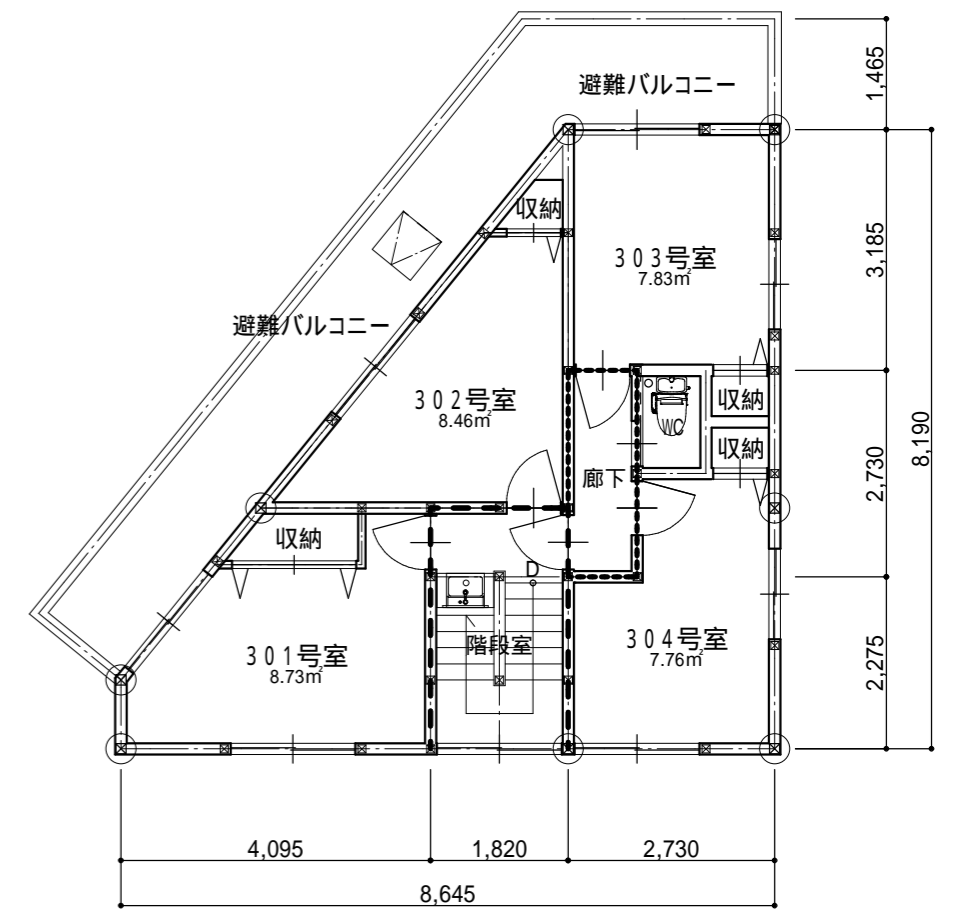 避難バルコニー
1,465
収納
303号室
7.83㎡
3,185
8,190
避難バルコニー
302号室
8.46㎡
収納
WC
収納
2,730
廊下
収納
D
301号室
8.73㎡
階段室
304号室
7.76㎡
2,275
4,095
1,820
2,730
8,645